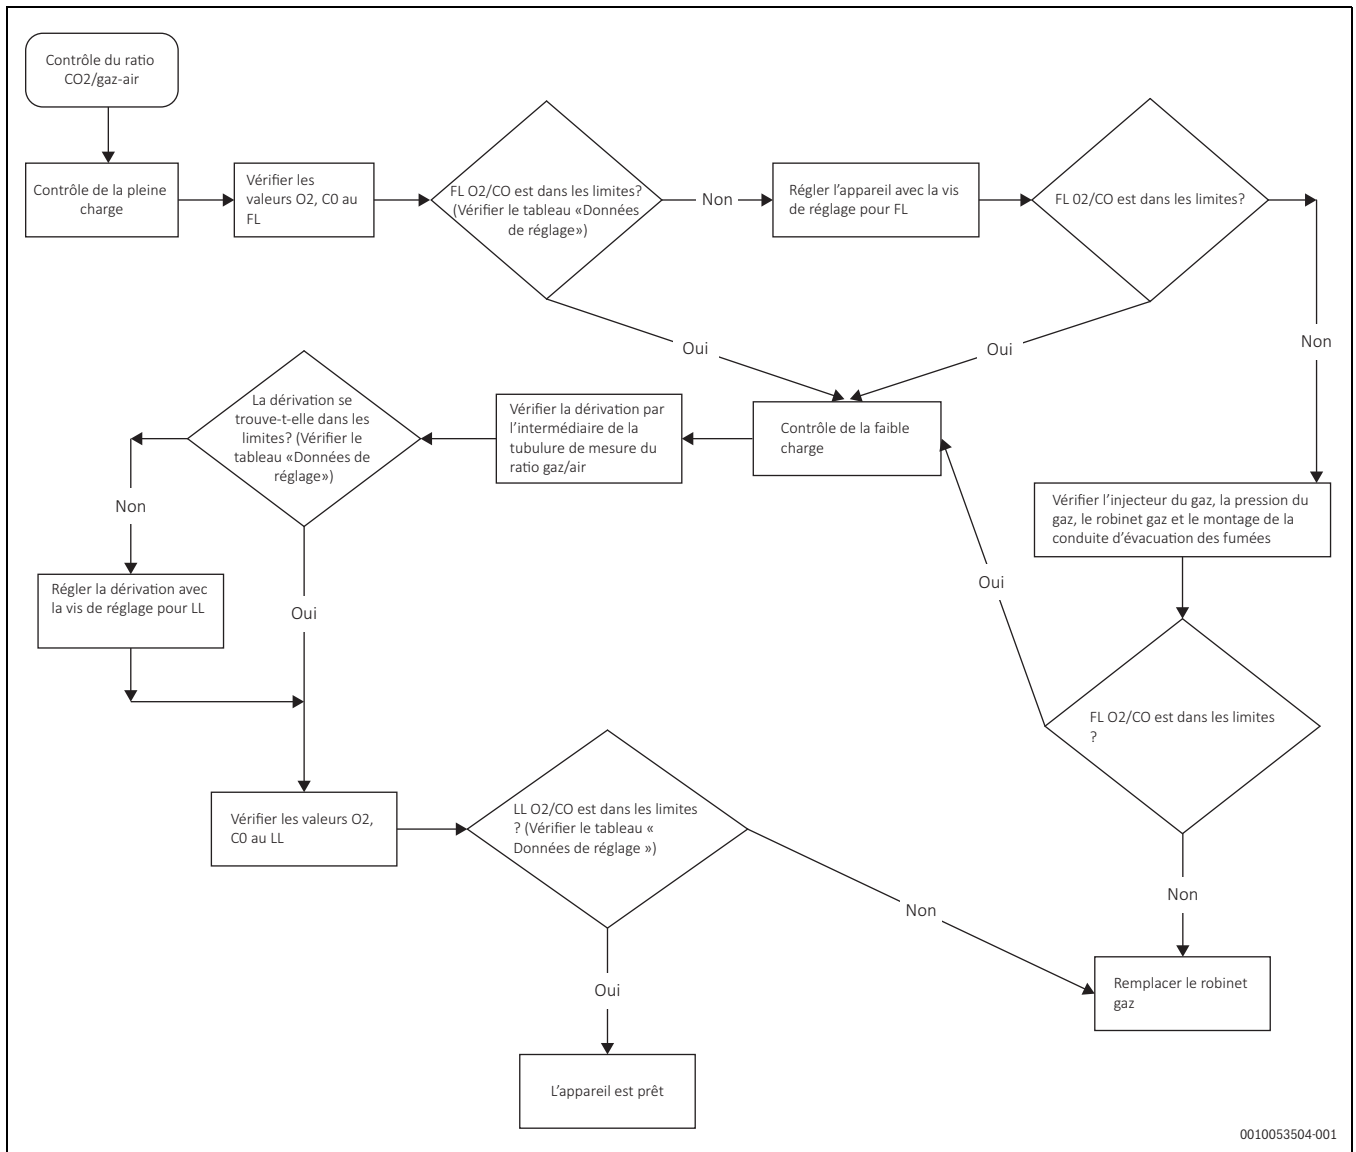 Contrôle du ratio
CO2/gaz-air
Contrôle de la pleine
charge
Vérifier les
valeurs O2, C0 au
FL
FL O2/CO est dans les limites?
(Vérifier le tableau «Données
de réglage»)
Non
Régler l’appareil avec la vis
de réglage pour FL
FL 02/CO est dans les limites?
Oui
Oui
Non
La dérivation se
trouve-t-elle dans les
limites? (Vérifier le
tableau «Données de
réglage»)
Vérifier la dérivation par
l’intermédiaire de la
tubulure de mesure du
ratio gaz/air
Contrôle de la faible
charge
Non
Vérifier l’injecteur du gaz, la pression du
gaz, le robinet gaz et le montage de la
conduite d’évacuation des fumées
Régler la dérivation avec
la vis de réglage pour LL
Oui
Oui
FL O2/CO est dans les limites
?
Vérifier les valeurs O2,
C0 au LL
LL O2/CO est dans les limites
? (Vérifier le tableau «
Données de réglage »)
Non
Non
Oui
Remplacer le robinet
gaz
L’appareil est prêt
0010053504-001